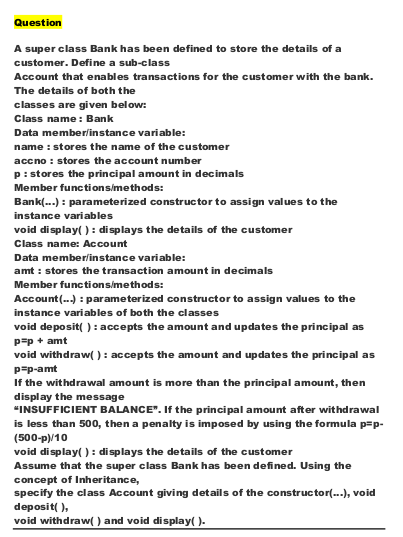 Question
A super class Bank has been defined to store the details of a
customer. Define a sub-class
Account that enables transactions for the customer with the bank.
The details of both the
classes are given below:
Class name : Bank
Data member/instance variable:
name : stores the name of the customer
accno : stores the account number
p : stores the principal amount in decimals
Member functions/methods:
Bank(...) : parameterized constructor to assign values to the
instance variables
void display( ) : displays the details of the customer
Class name: Account
Data member/instance variable:
amt : stores the transaction amount in decimals
Member functions/methods:
Account(...) : parameterized constructor to assign values to the
instance variables of both the classes
void deposit( ) : accepts the amount and updates the principal as
p=p + amt
void withdraw( ) : accepts the amount and updates the principal as
p=p-amt
If the withdrawal amount is more than the principal amount, then
display the message
“INSUFFICIENT BALANCE”. If the principal amount after withdrawal
is less than 500, then a penalty is imposed by using the formula p=p-
(500-p)/10
void display( ) : displays the details of the customer
Assume that the super class Bank has been defined. Using the
concept of Inheritance,
specify the class Account giving details of the constructor(...), void
deposit( ),
void withdraw( ) and void display( ).